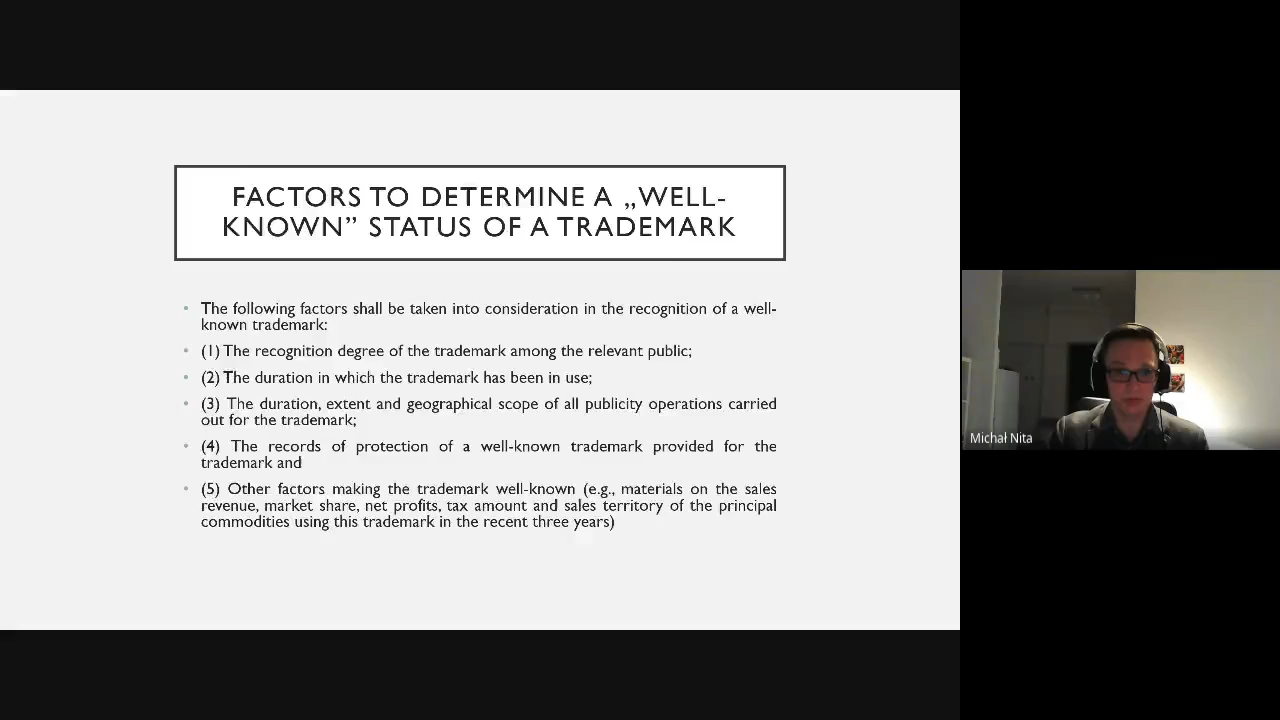 FACTORS TO DETERMINE A „WELL-
KNOWN” STATUS OF A TRADEMARK
• The following factors shall be taken into consideration in the recognition of a well-
known trademark:
• (1) The recognition degree of the trademark among the relevant public;
• (2) The duration in which the trademark has been in use;
• (3) The duration, extent and geographical scope of all publicity operations carried
out for the trademark;
• (4) The records of protection of a well-known trademark provided for the
trademark and
• (5) Other factors making the trademark well-known (e.g., materials on the sales
revenue, market share, net profits, tax amount and sales territory of the principal
commodities using this trademark in the recent three years)
Michał Nita